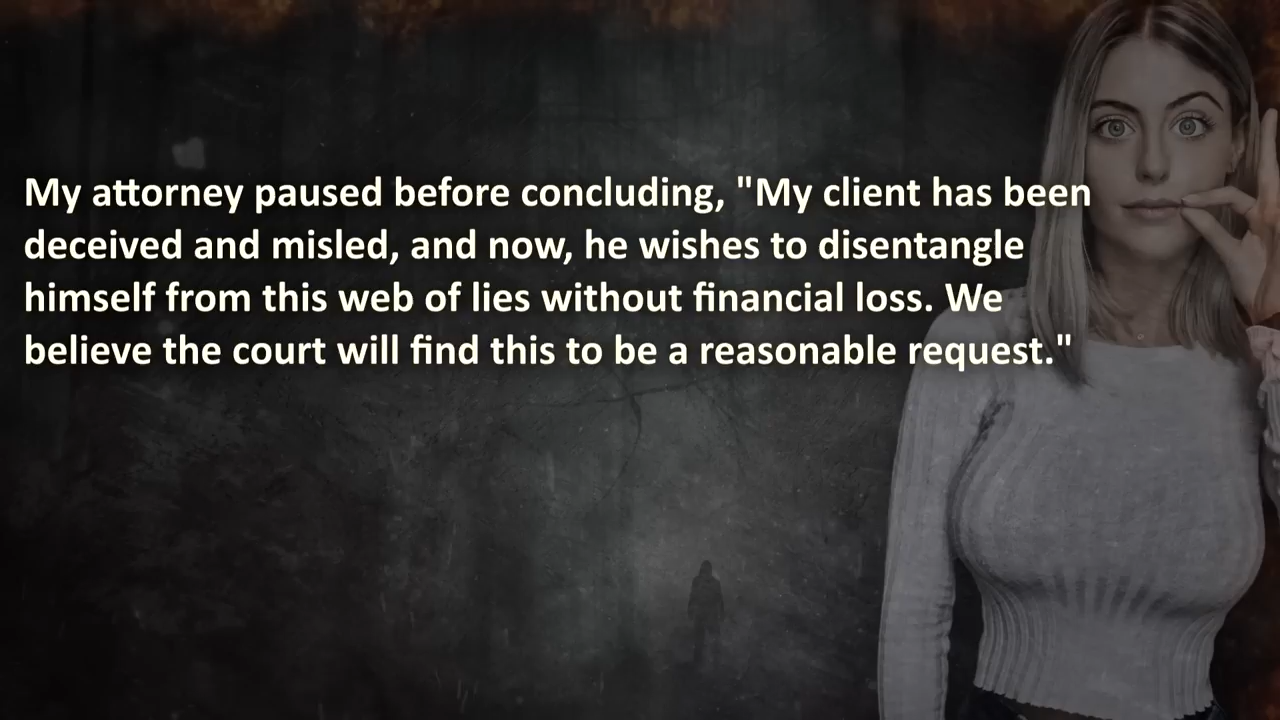 My attorney paused before concluding, "My client has been
deceived and misled, and now, he wishes to disentangle
himself from this web of lies without financial loss. We
believe the court will find this to be a reasonable request."